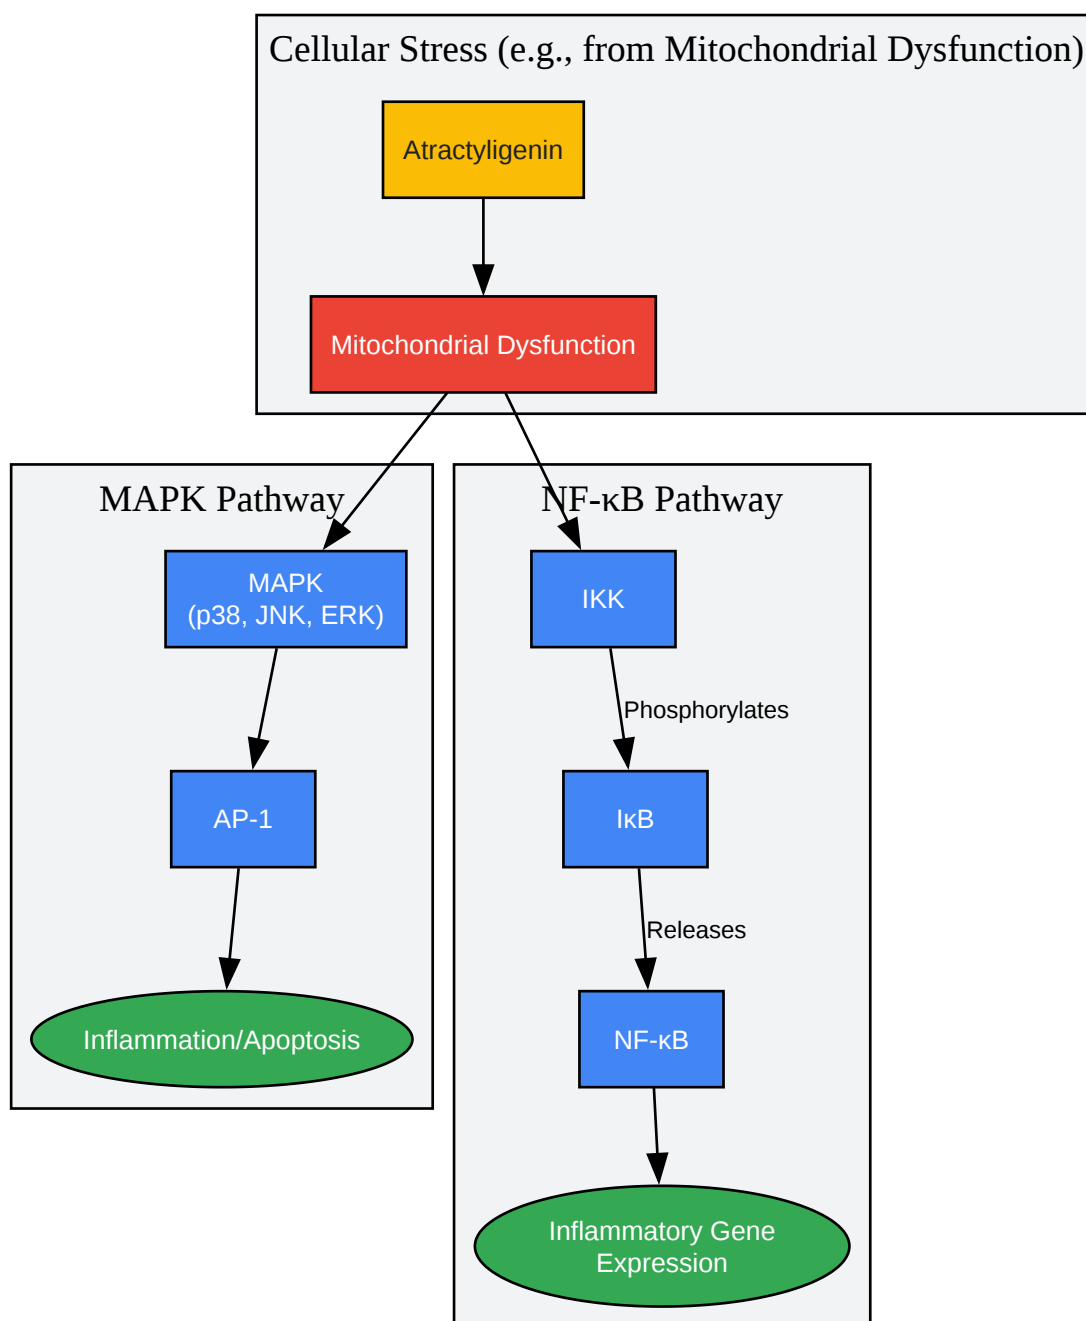 Cellular Stress (e.g., from Mitochondrial Dysfunction)
Atractyligenin
Mitochondrial Dysfunction
MAPK Pathway
MAPK
(p38, JNK, ERK)
AP-1
Inflammation/Apoptosis
NF-κB Pathway
IKK
Phosphorylates
IκB
Releases
NF-κB
Inflammatory Gene
Expression